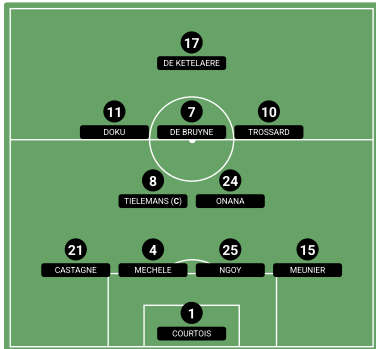 17
DE KETELAERE
11 7 10
DOKU DE BRUYNE TROSSARD
8 24
TIELEMANS (C) ONANA
21 4 25 15
CASTAGNE MECHELE NGOY MEUNIER
1
COURTOIS